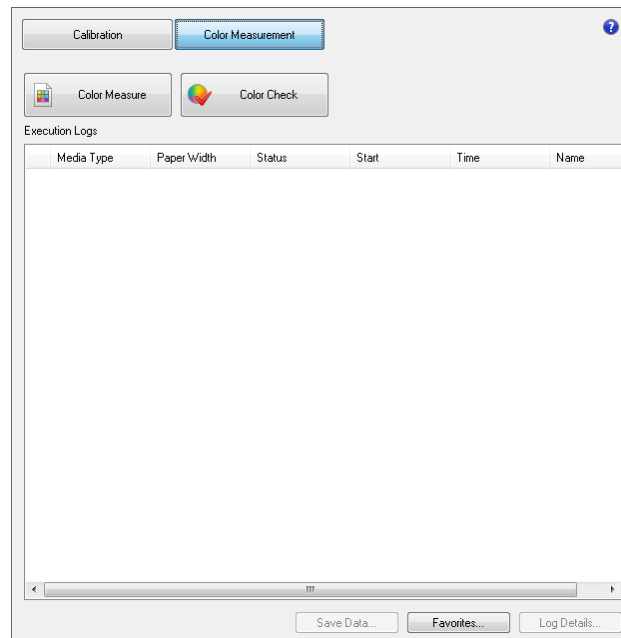 Calibration Color Measurement ?
Color Measure Color Check
Execution Logs
Media Type Paper Width Status Start Time Name
Save Data... Favorites... Log Details...